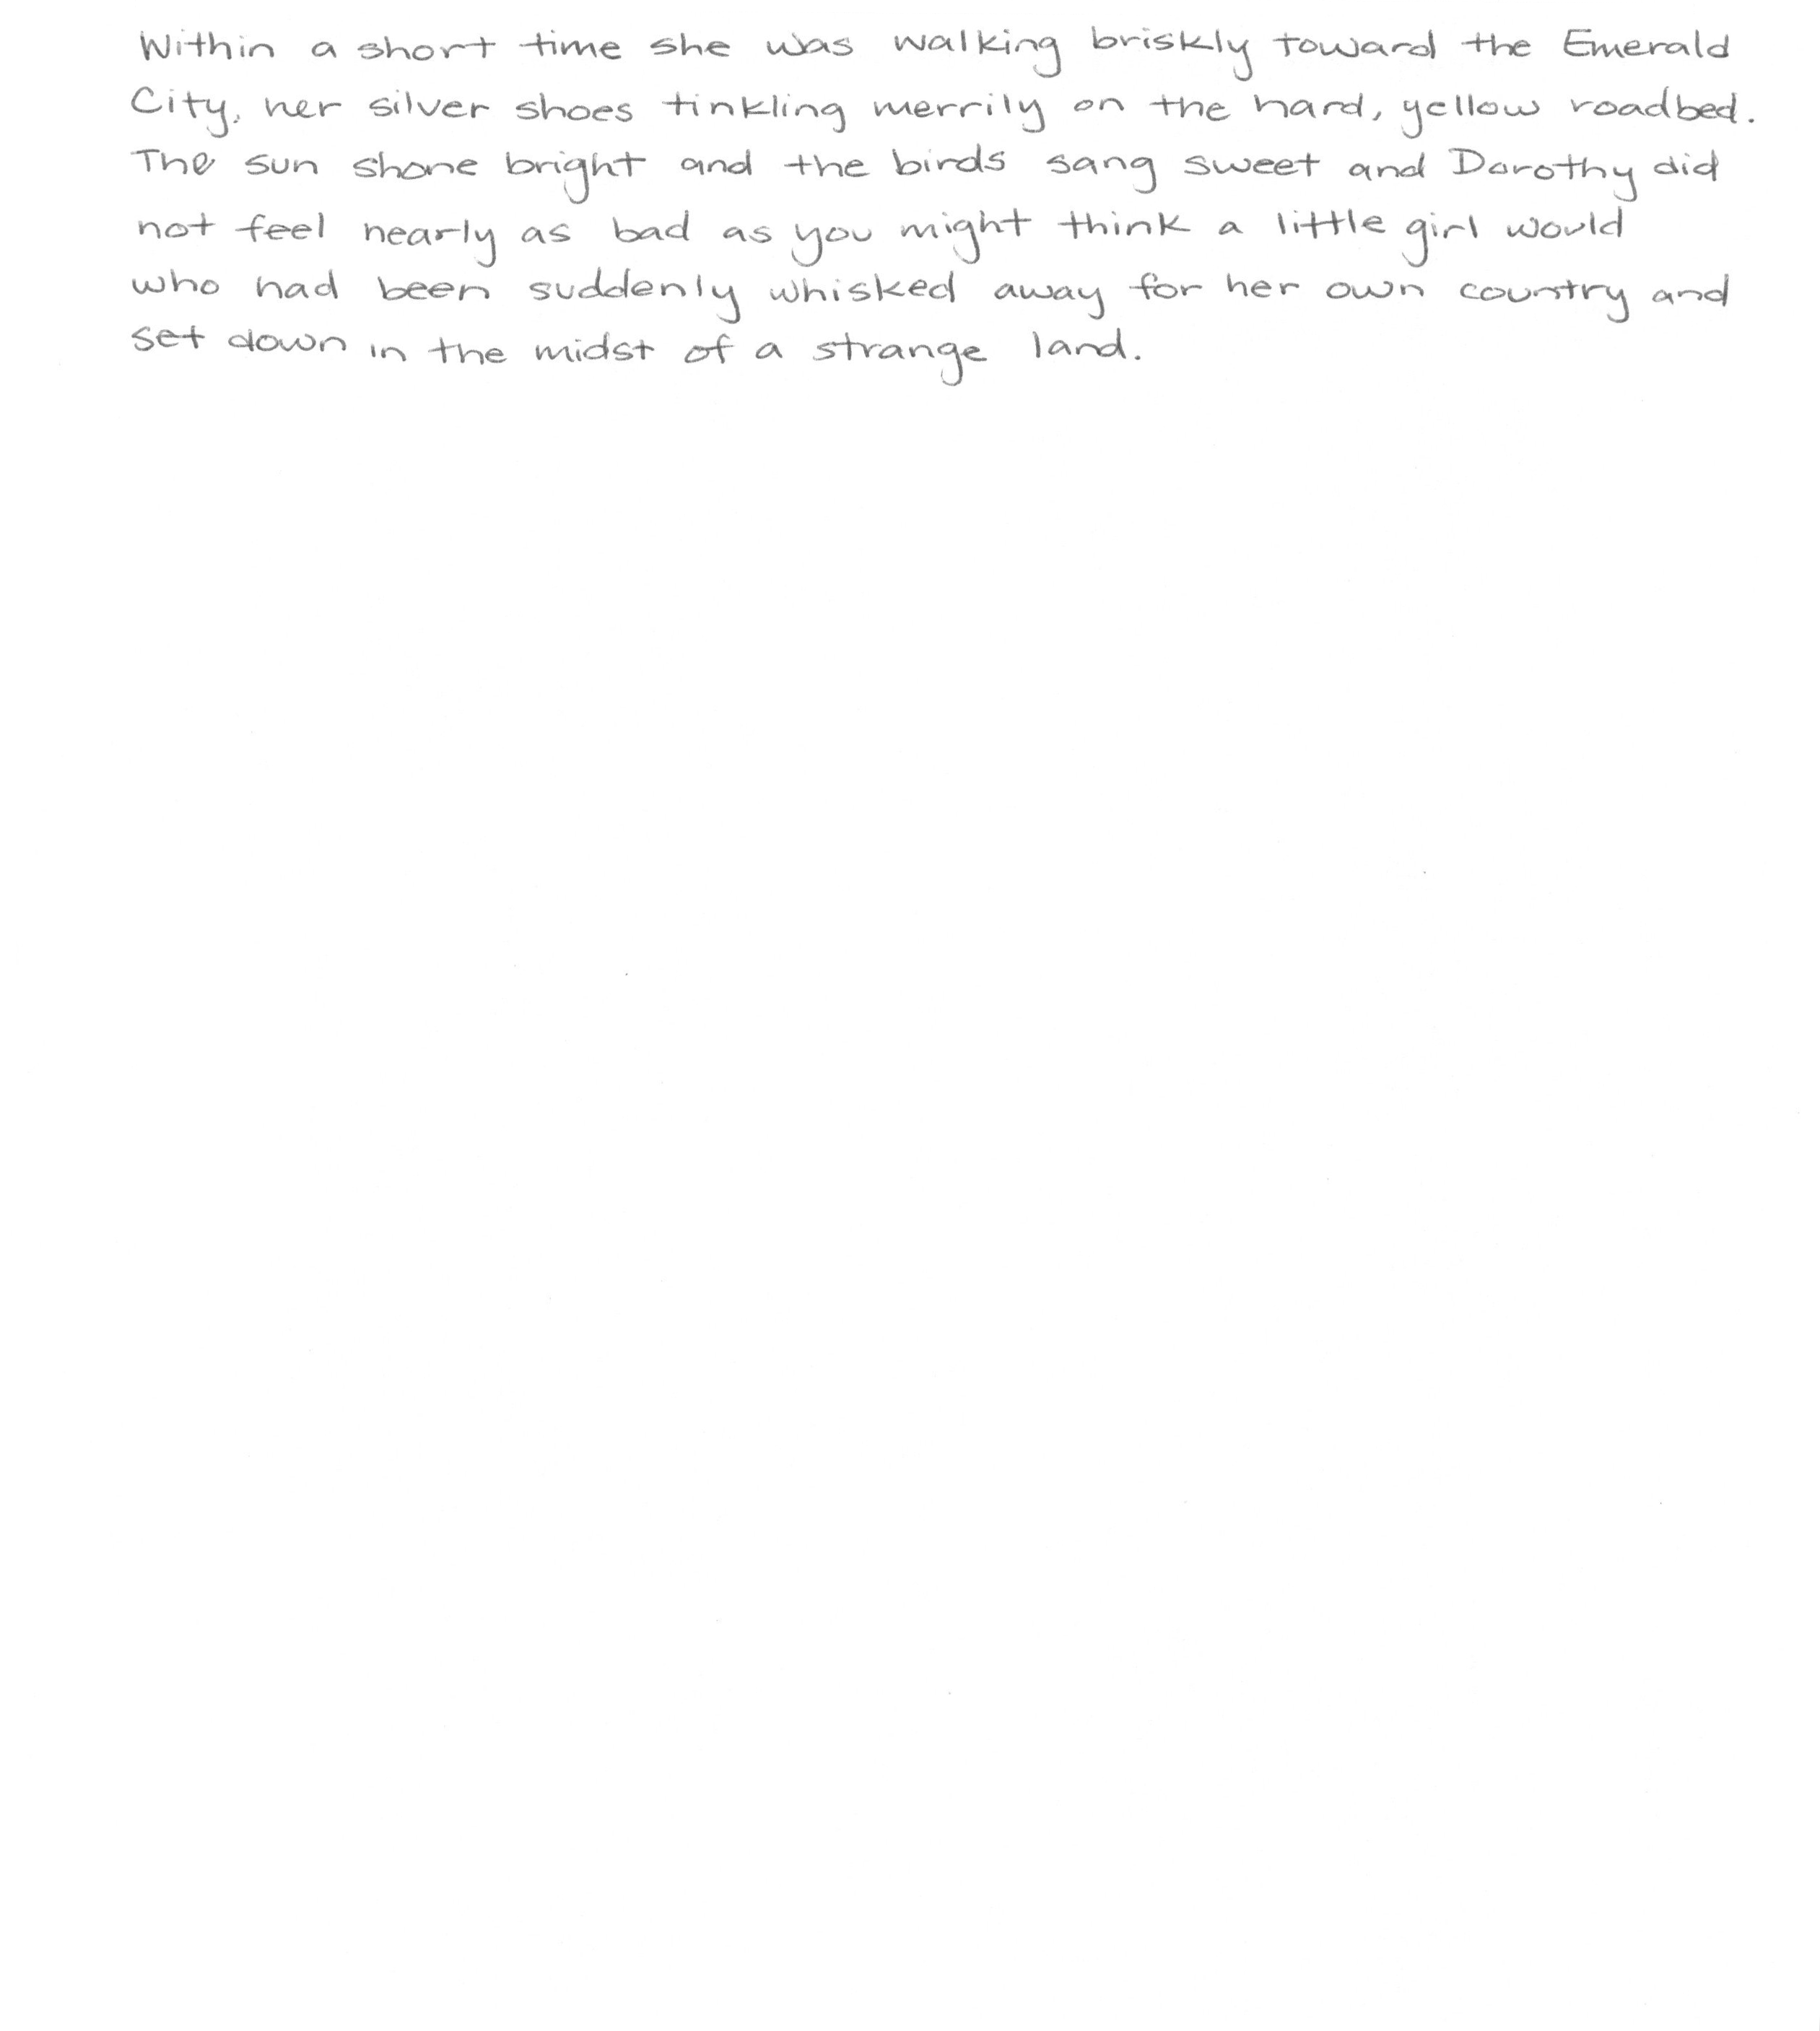 Within a short time she was walking briskly toward the Emerald
City, her silver shoes tinkling merrily on the hard, yellow roadbed.
The sun shone bright and the birds sang sweet and Dorothy did
not feel nearly as bad as you might think a little girl would
who had been suddenly whisked away for her own country and
set down in the midst of a strange land.